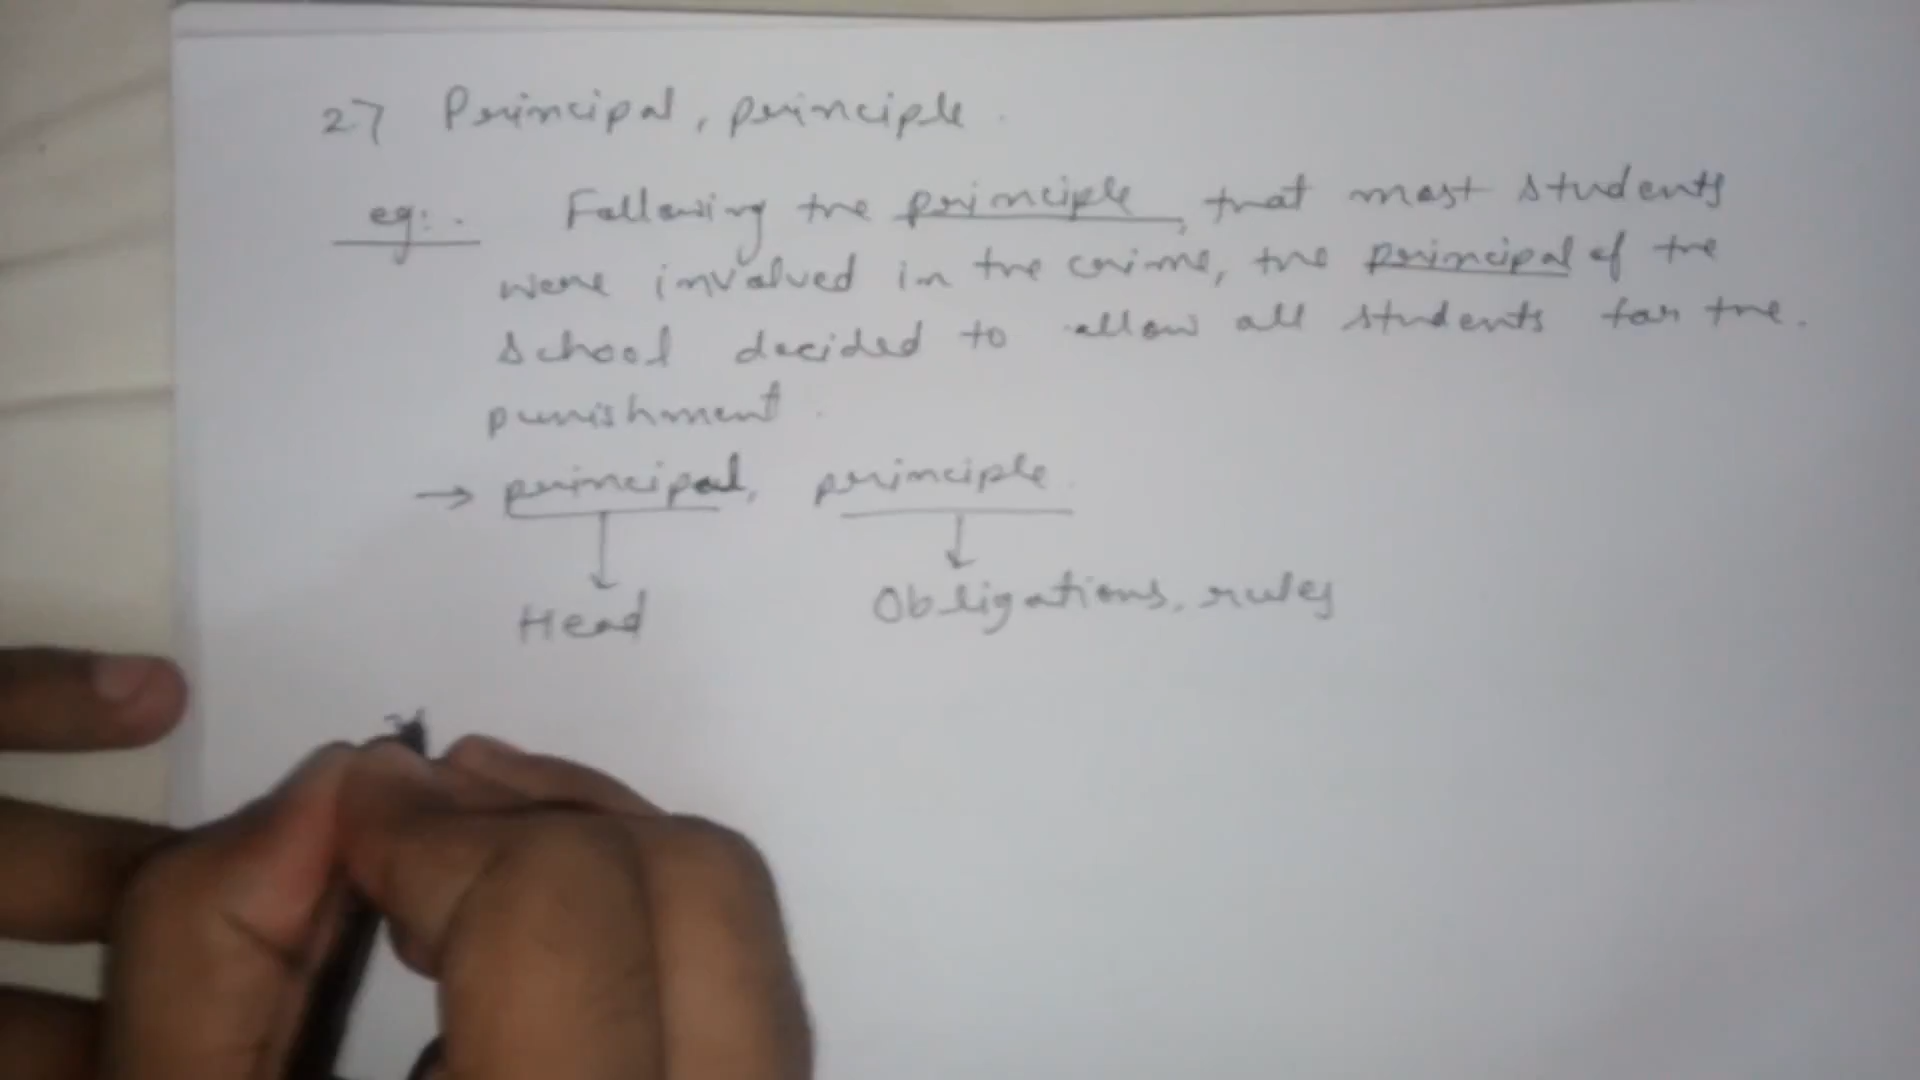 27 Principal, principle.
eg:- Following the principle, that most students
were involved in the crime, the principal of the
school decided to allow all students for the
punishment.
→ principal, principle.
Head
Obligations, rules